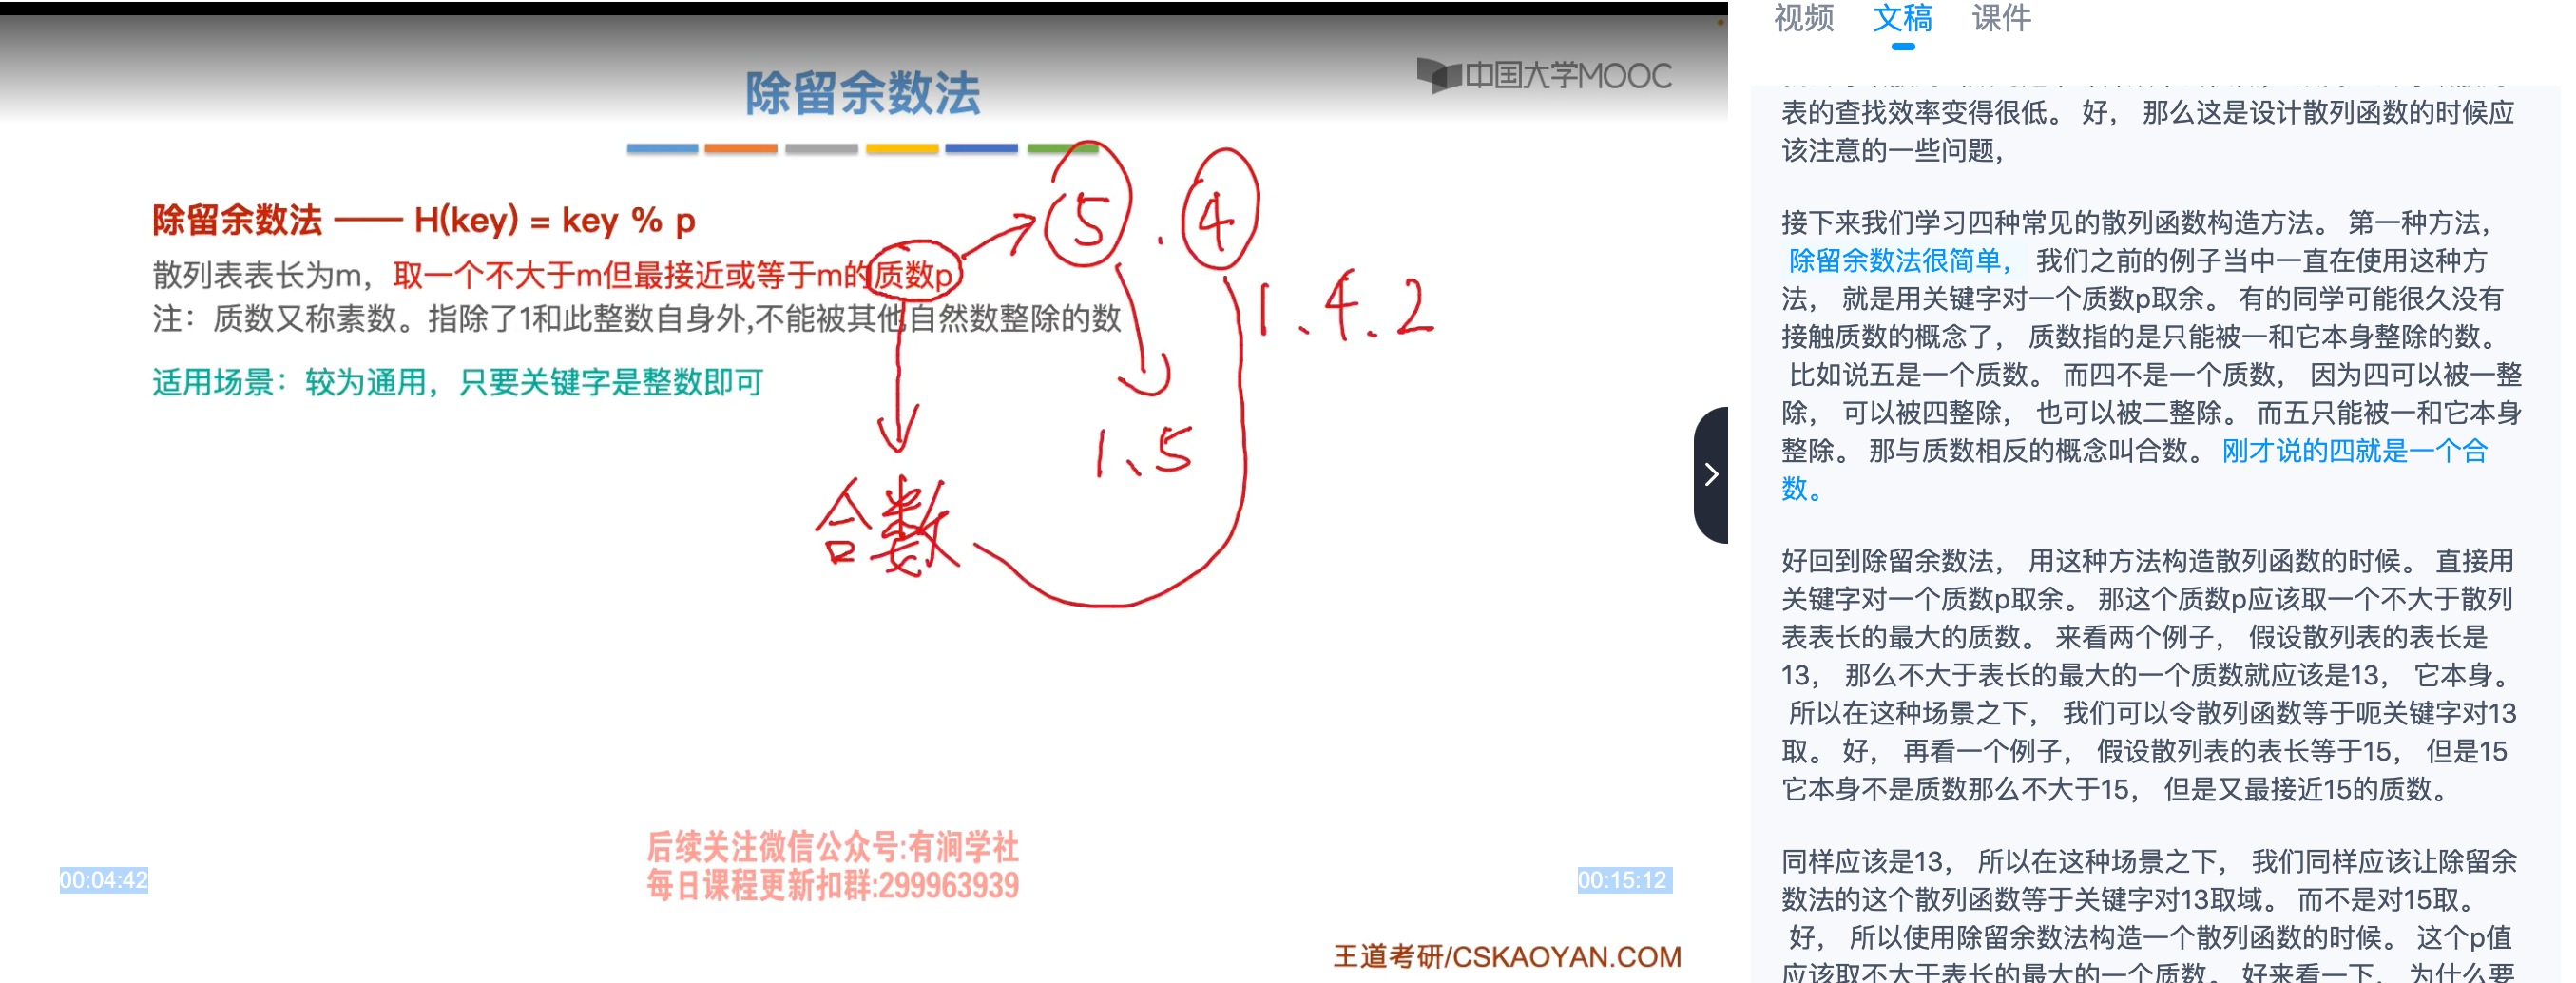 除留余数法
中国大学MOOC
除留余数法 —— H(key) = key % p
散列表表长为m，取一个不大于m但最接近或等于m的质数p
注：质数又称素数。指除了1和此整数自身外,不能被其他自然数整除的数
适用场景：较为通用，只要关键字是整数即可
5 . 4
1.4.2
1、5
合数
后续关注微信公众号:有涧学社
每日课程更新扣群:299963939
00:04:42
00:15:12
王道考研/CSKAOYAN.COM
视频 文稿 课件
表的查找效率变得很低。 好， 那么这是设计散列函数的时候应
该注意的一些问题，
接下来我们学习四种常见的散列函数构造方法。 第一种方法，
除留余数法很简单， 我们之前的例子当中一直在使用这种方
法， 就是用关键字对一个质数p取余。 有的同学可能很久没有
接触质数的概念了， 质数指的是只能被一和它本身整除的数。
比如说五是一个质数。 而四不是一个质数， 因为四可以被一整
除， 可以被四整除， 也可以被二整除。 而五只能被一和它本身
整除。 那与质数相反的概念叫合数。 刚才说的四就是一个合
数。
好回到除留余数法， 用这种方法构造散列函数的时候。 直接用
关键字对一个质数p取余。 那这个质数p应该取一个不大于散列
表表长的最大的质数。 来看两个例子， 假设散列表的表长是
13， 那么不大于表长的最大的一个质数就应该是13， 它本身。
所以在这种场景之下， 我们可以令散列函数等于呃关键字对13
取。 好， 再看一个例子， 假设散列表的表长等于15， 但是15
它本身不是质数那么不大于15， 但是又最接近15的质数。
同样应该是13， 所以在这种场景之下， 我们同样应该让除留余
数法的这个散列函数等于关键字对13取域。 而不是对15取。
好， 所以使用除留余数法构造一个散列函数的时候。 这个p值
应该取不大于表长的最大的一个质数。 好来看一下， 为什么要